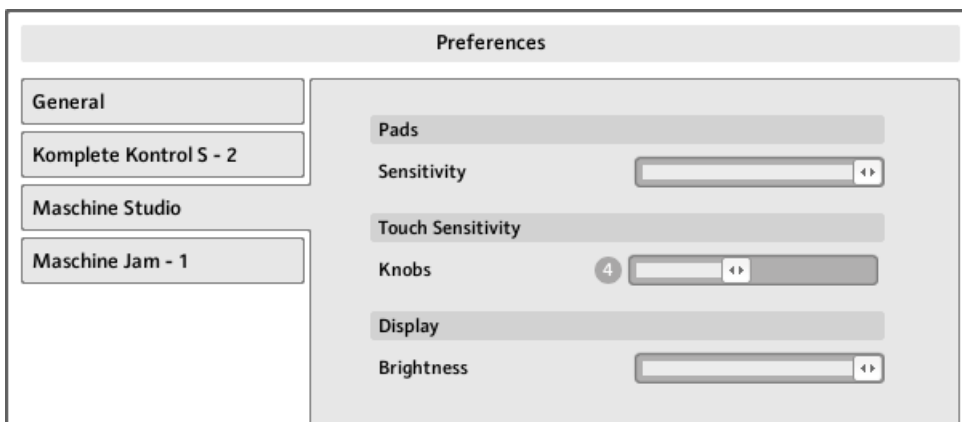 Preferences
General
Komplete Kontrol S - 2
Maschine Studio
Maschine Jam - 1
Pads
Sensitivity
Touch Sensitivity
Knobs 4
Display
Brightness